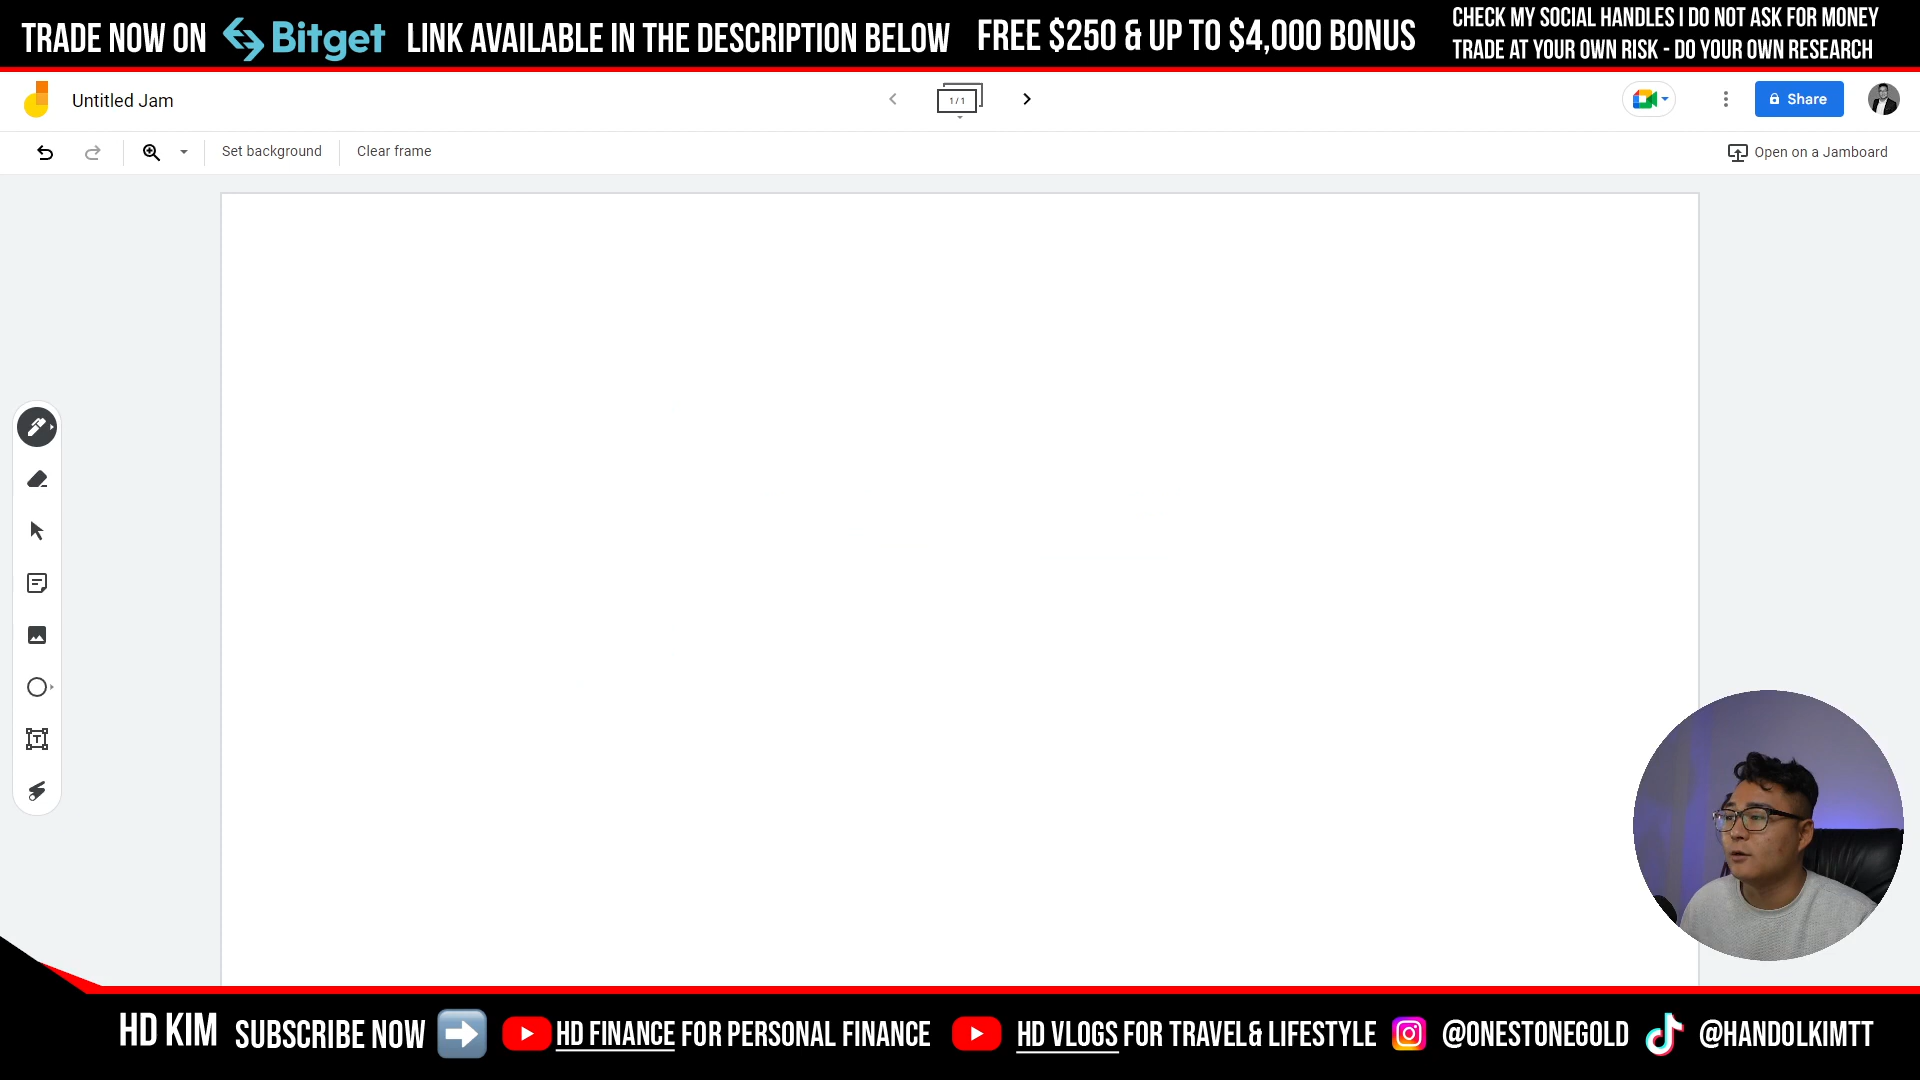 TRADE NOW ON Bitget LINK AVAILABLE IN THE DESCRIPTION BELOW FREE $250 & UP TO $4,000 BONUS
CHECK MY SOCIAL HANDLES I DO NOT ASK FOR MONEY
TRADE AT YOUR OWN RISK - DO YOUR OWN RESEARCH
Untitled Jam
1/1
Share
Set background
Clear frame
Open on a Jamboard
HD KIM SUBSCRIBE NOW HD FINANCE FOR PERSONAL FINANCE HD VLOGS FOR TRAVEL& LIFESTYLE @ONESTONEGOLD @HANDOLKIMTT